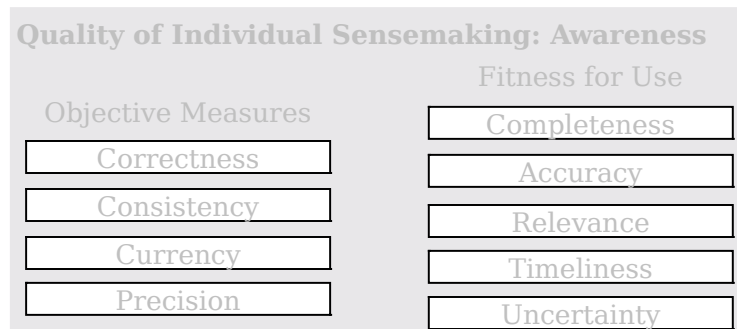 Quality of Individual Sensemaking: Awareness
Objective Measures
Correctness
Consistency
Currency
Precision
Fitness for Use
Completeness
Accuracy
Relevance
Timeliness
Uncertainty